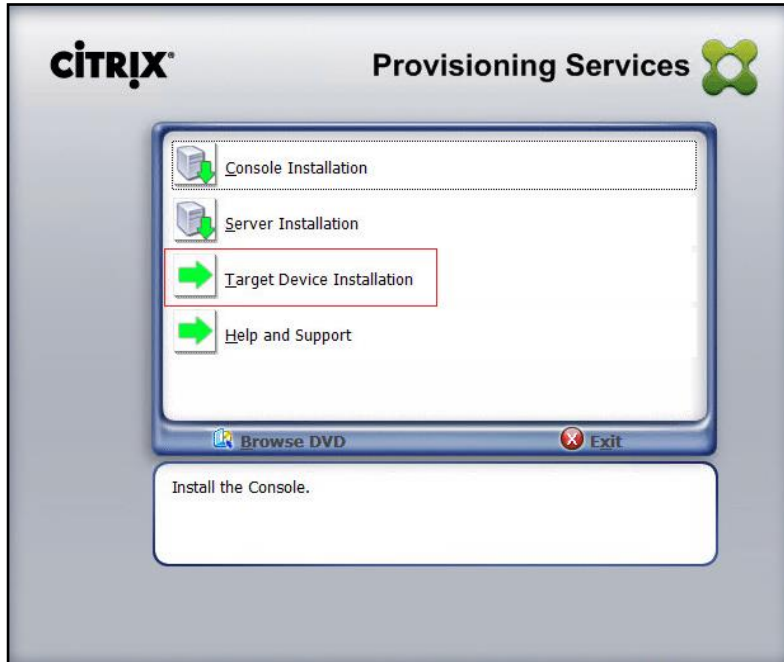 CITRIX®
Provisioning Services
Console Installation
Server Installation
Target Device Installation
Help and Support
Browse DVD
Exit
Install the Console.